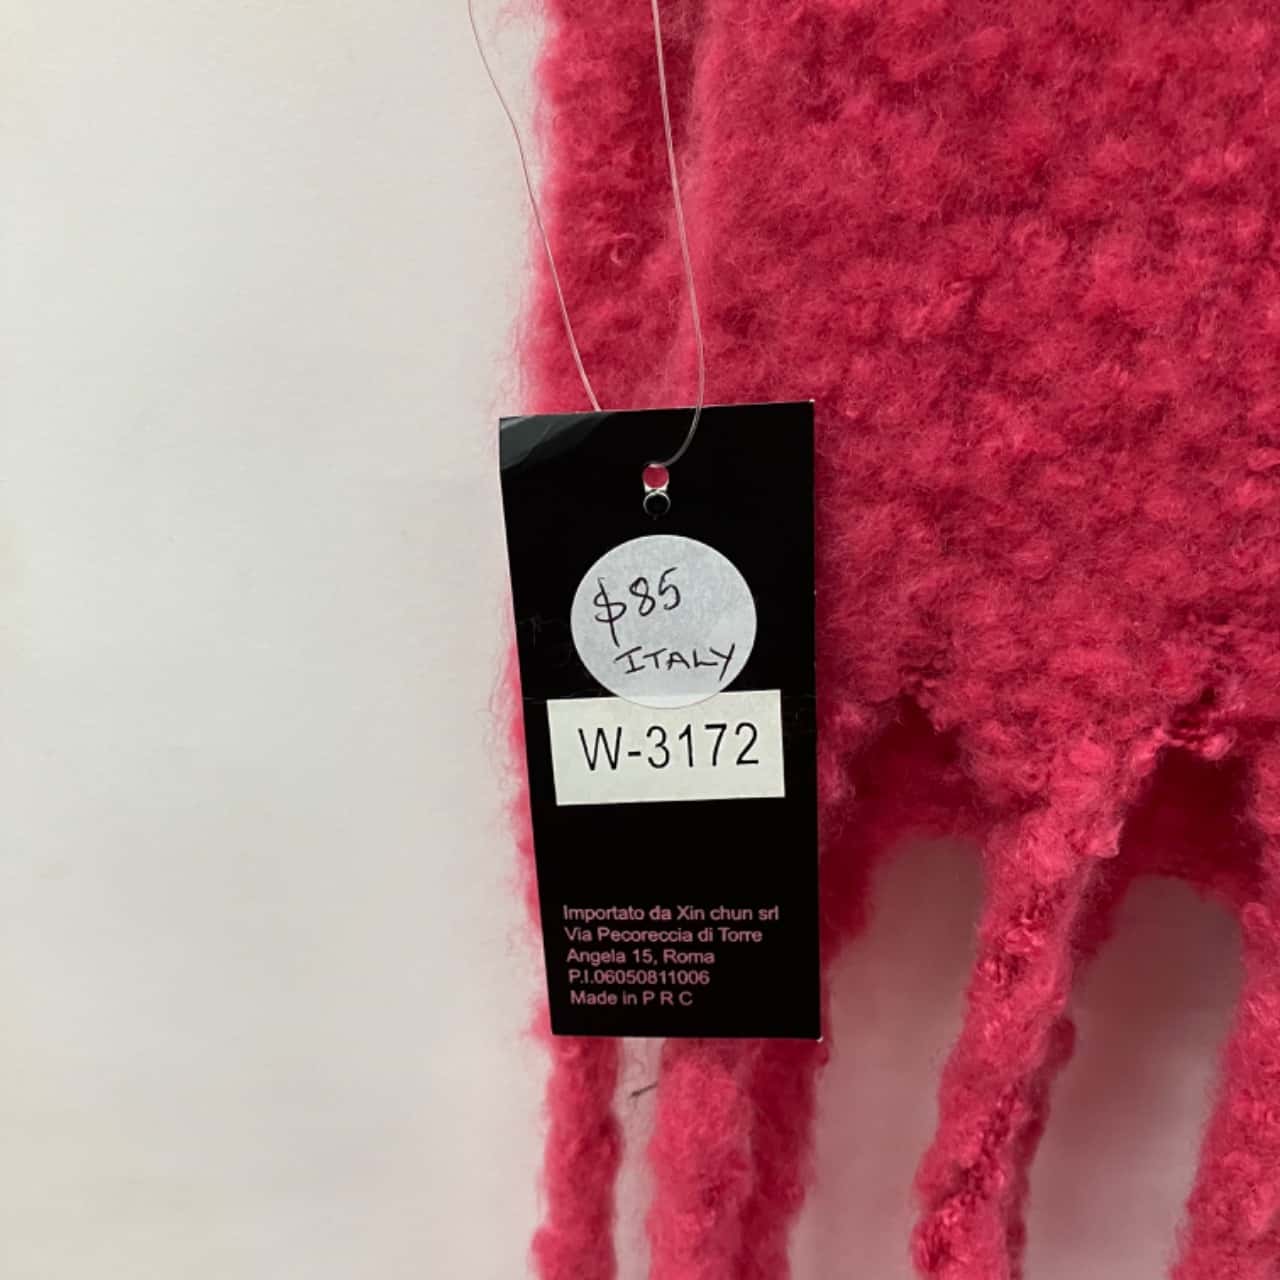 $85
ITALY
W-3172
Importato da Xin chun srl
Via Pecoreccia di Torre
Angela 15, Roma
P.I.06050811006
Made in P R C